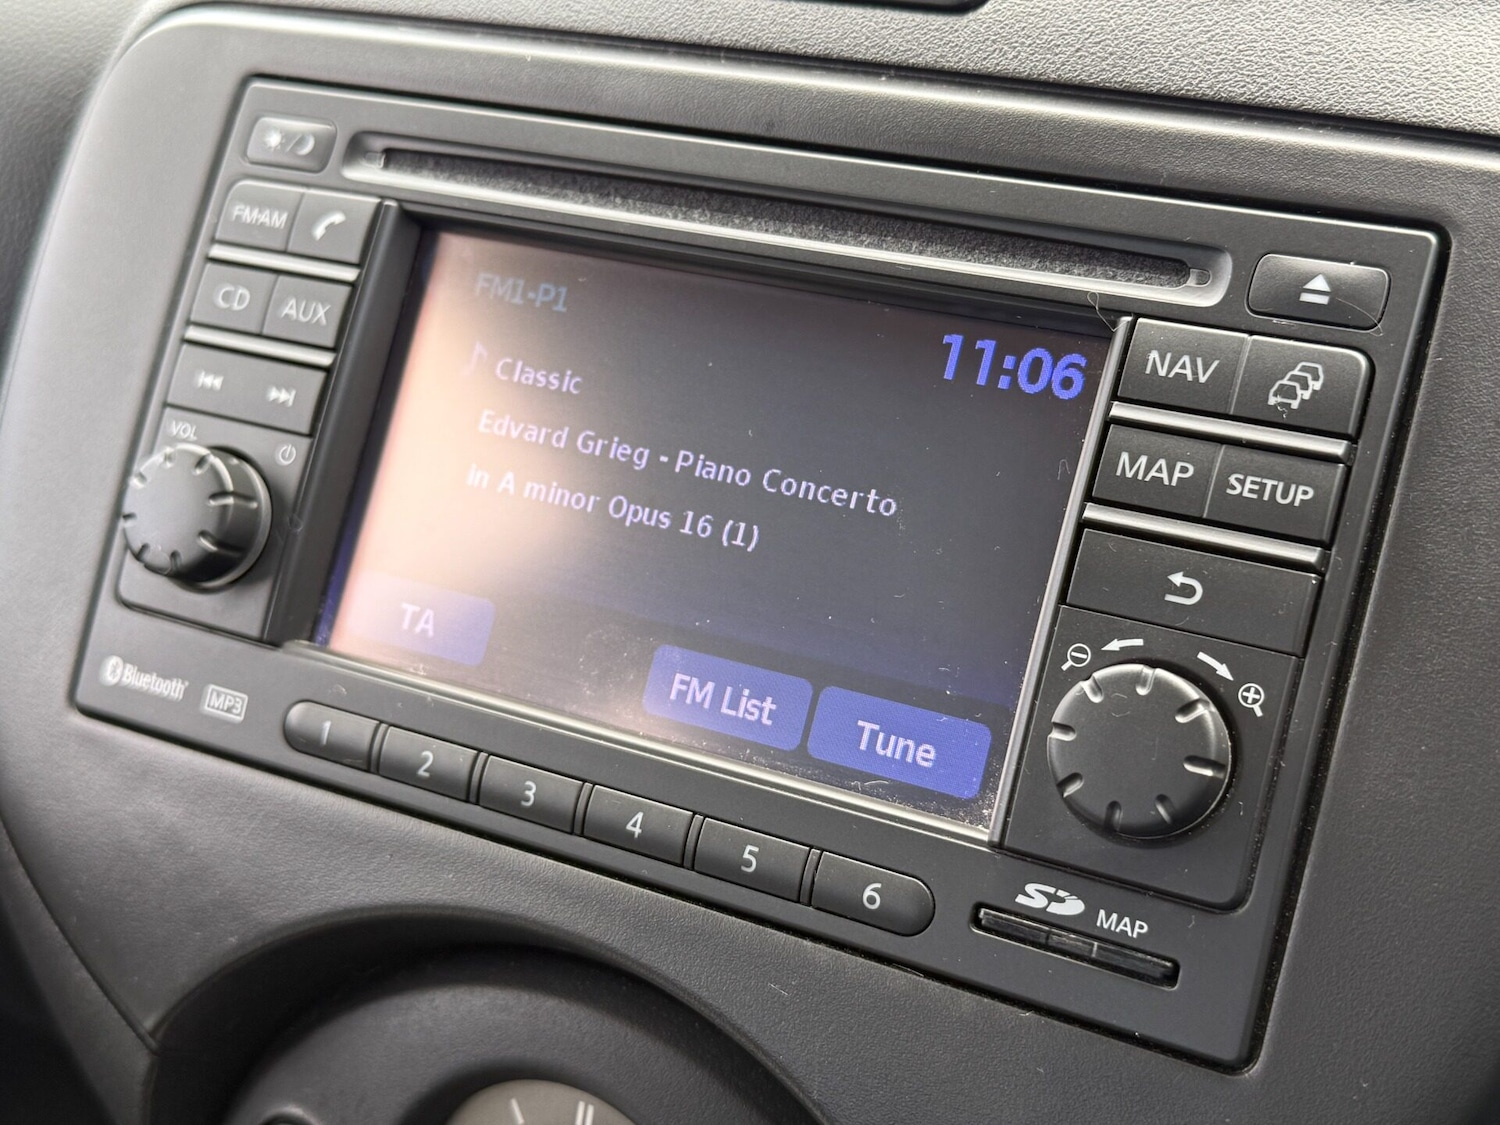 FM·AM
CD
AUX
VOL
FM1-P1
11:06
Classic
Edvard Grieg - Piano Concerto
in A minor Opus 16 (1)
TA
FM List
Tune
NAV
MAP
SETUP
Bluetooth
MP3
1
2
3
4
5
6
SD
MAP